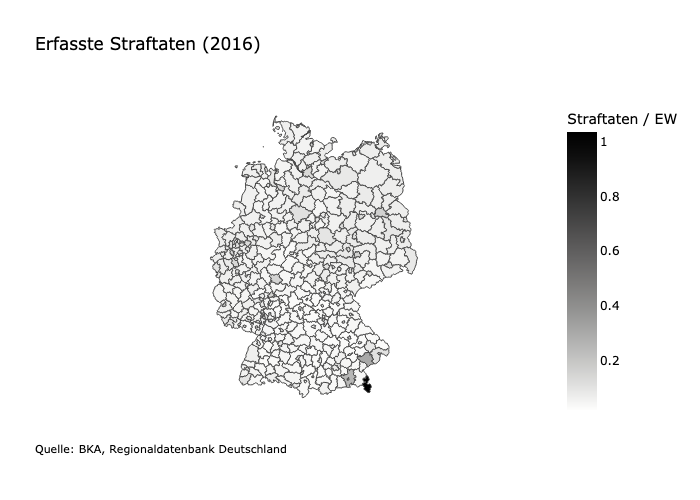 Erfasste Straftaten (2016)
Straftaten / EW
1
0.8
0.6
0.4
0.2
Quelle: BKA, Regionaldatenbank Deutschland